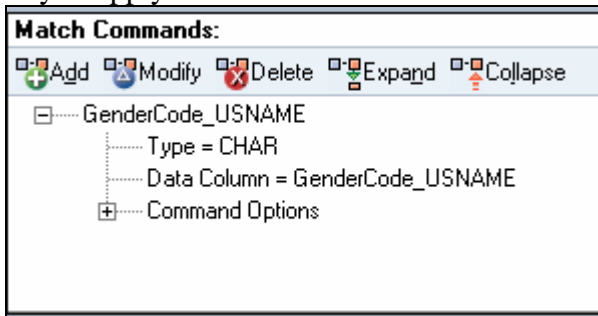 Match Commands:
Add Modify Delete Expand Collapse
GenderCode_USNAME
Type = CHAR
Data Column = GenderCode_USNAME
Command Options